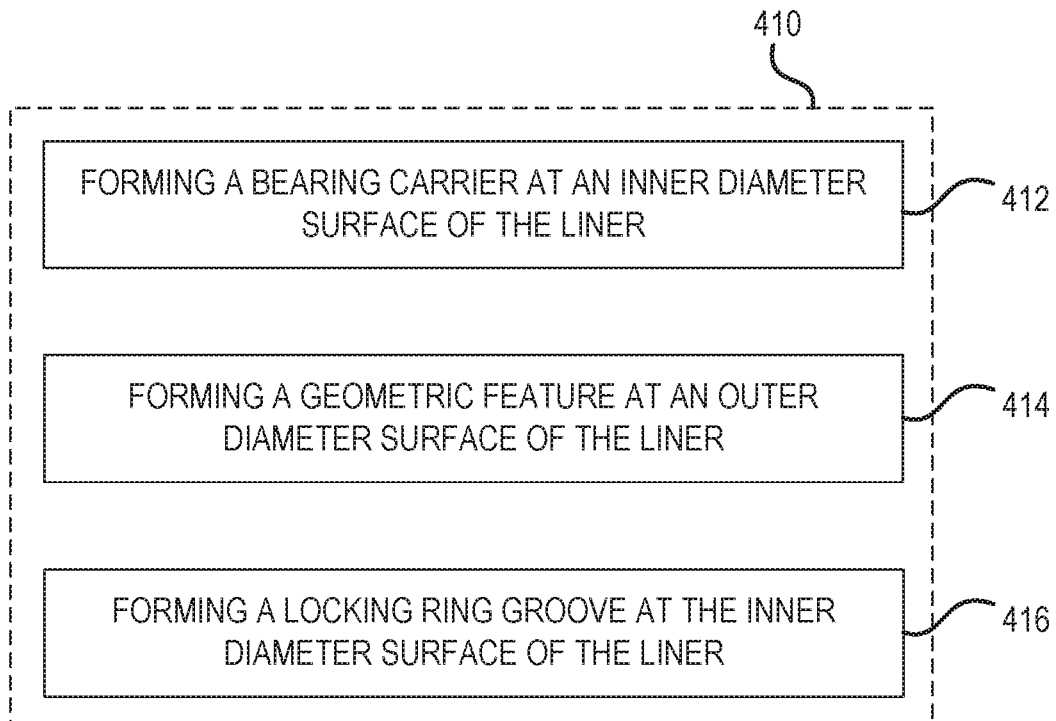 410
FORMING A BEARING CARRIER AT AN INNER DIAMETER
SURFACE OF THE LINER
412
FORMING A GEOMETRIC FEATURE AT AN OUTER
DIAMETER SURFACE OF THE LINER
414
FORMING A LOCKING RING GROOVE AT THE INNER
DIAMETER SURFACE OF THE LINER
416